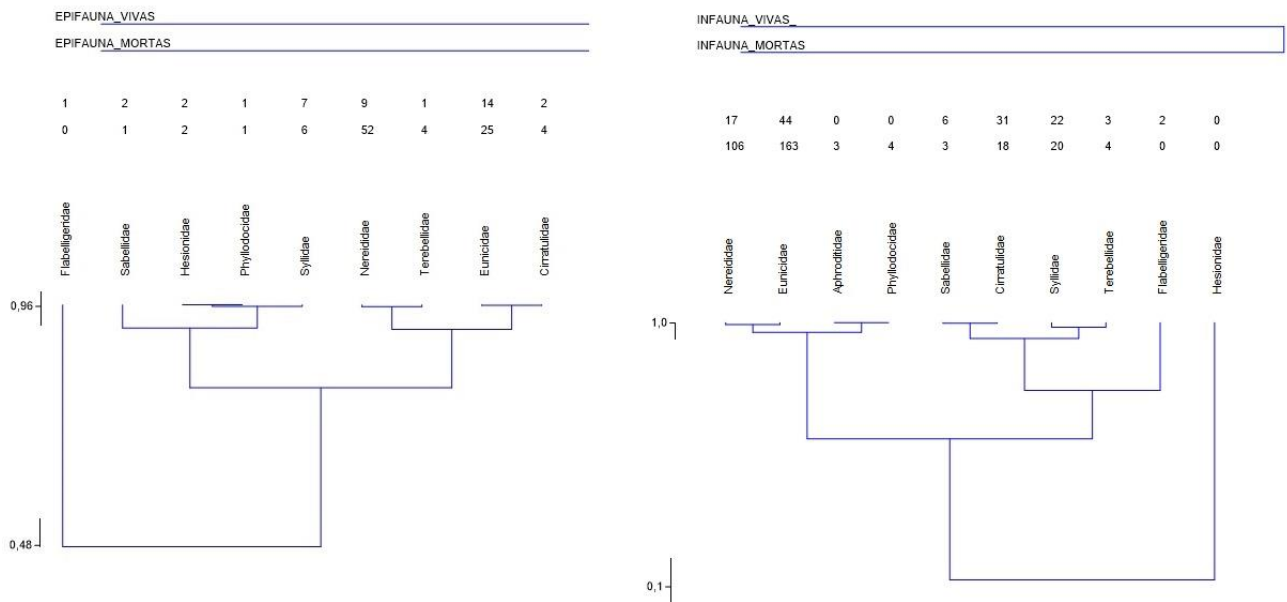 EPIFAUNA_VIVAS
EPIFAUNA_MORTAS
1 2 2 1 7 9 1 14 2
0 1 2 1 6 52 4 25 4
Flabelligeridae
Sabellidae
Hesionidae
Phyllodocidae
Syllidae
Nereididae
Terebellidae
Eunicidae
Cirratulidae
0,96
0,48
INFAUNA_VIVAS_
INFAUNA_MORTAS
17 44 0 0 6 31 22 3 2 0
106 163 3 4 3 18 20 4 0 0
Nereididae
Eunicidae
Aphroditidae
Phyllodocidae
Sabellidae
Cirratulidae
Syllidae
Terebellidae
Flabelligeridae
Hesionidae
1,0
0,1